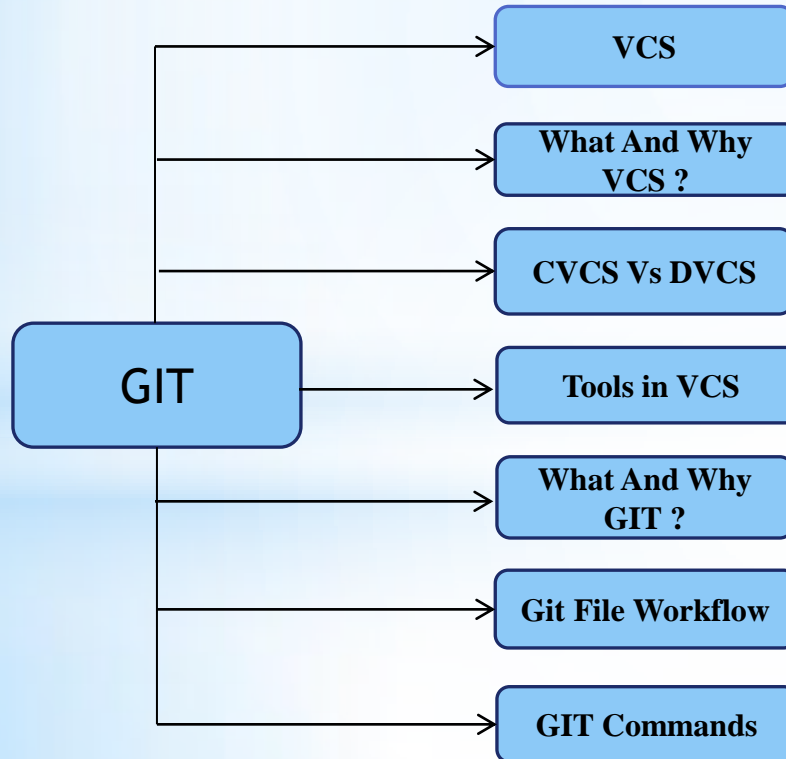 VCS
What And Why
VCS ?
CVCS Vs DVCS
GIT
Tools in VCS
What And Why
GIT ?
Git File Workflow
GIT Commands